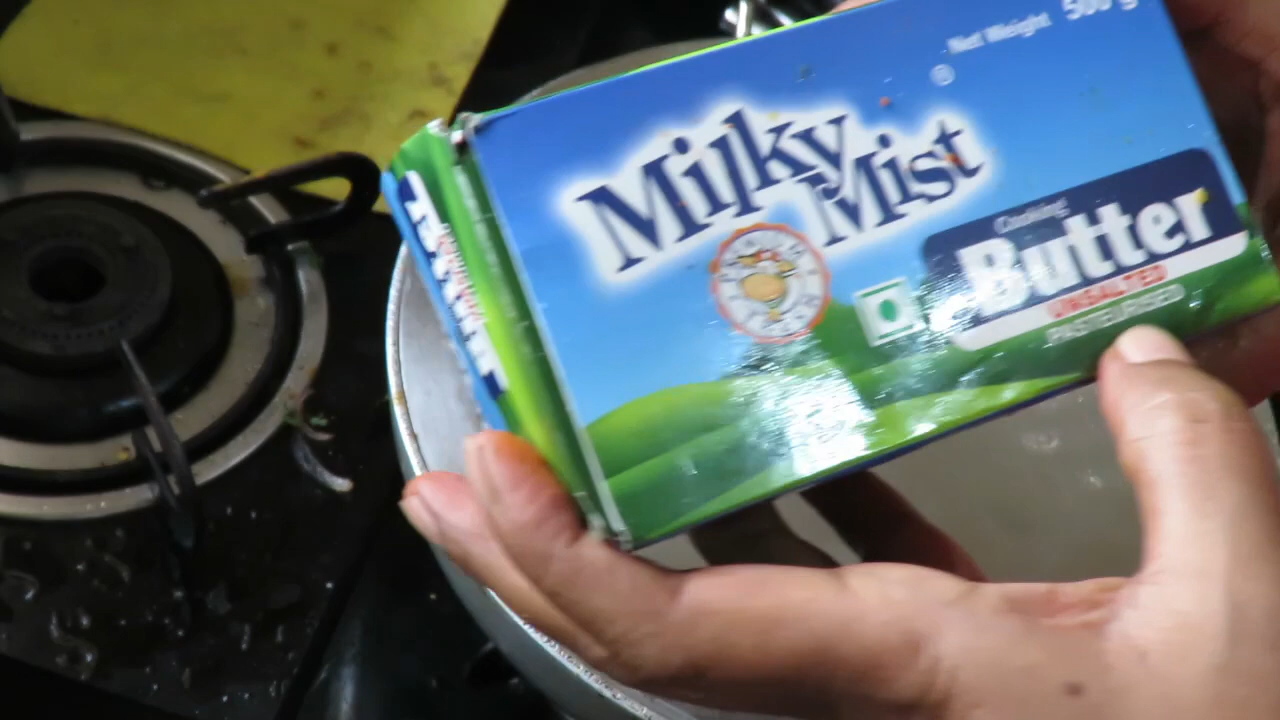 Net Weight 500 g
Milky
Mist
Cooking
Butter
UNSALTED
PASTEURISED